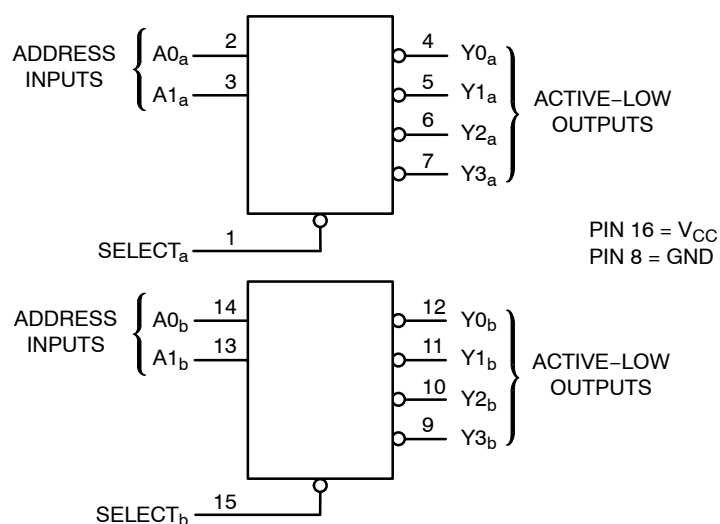 ADDRESS
INPUTS
A0a 2
A1a 3
4 Y0a
5 Y1a
6 Y2a
7 Y3a
ACTIVE–LOW
OUTPUTS
SELECTa 1
PIN 16 = VCC
PIN 8 = GND
ADDRESS
INPUTS
A0b 14
A1b 13
12 Y0b
11 Y1b
10 Y2b
9 Y3b
ACTIVE–LOW
OUTPUTS
SELECTb 15